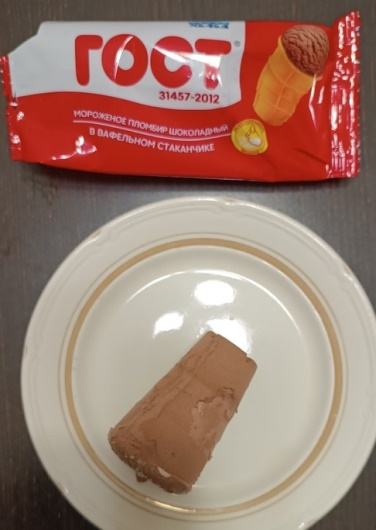 ГОСТ®
31457-2012
МОРОЖЕНОЕ ПЛОМБИР ШОКОЛАДНЫЙ
В ВАФЕЛЬНОМ СТАКАНЧИКЕ